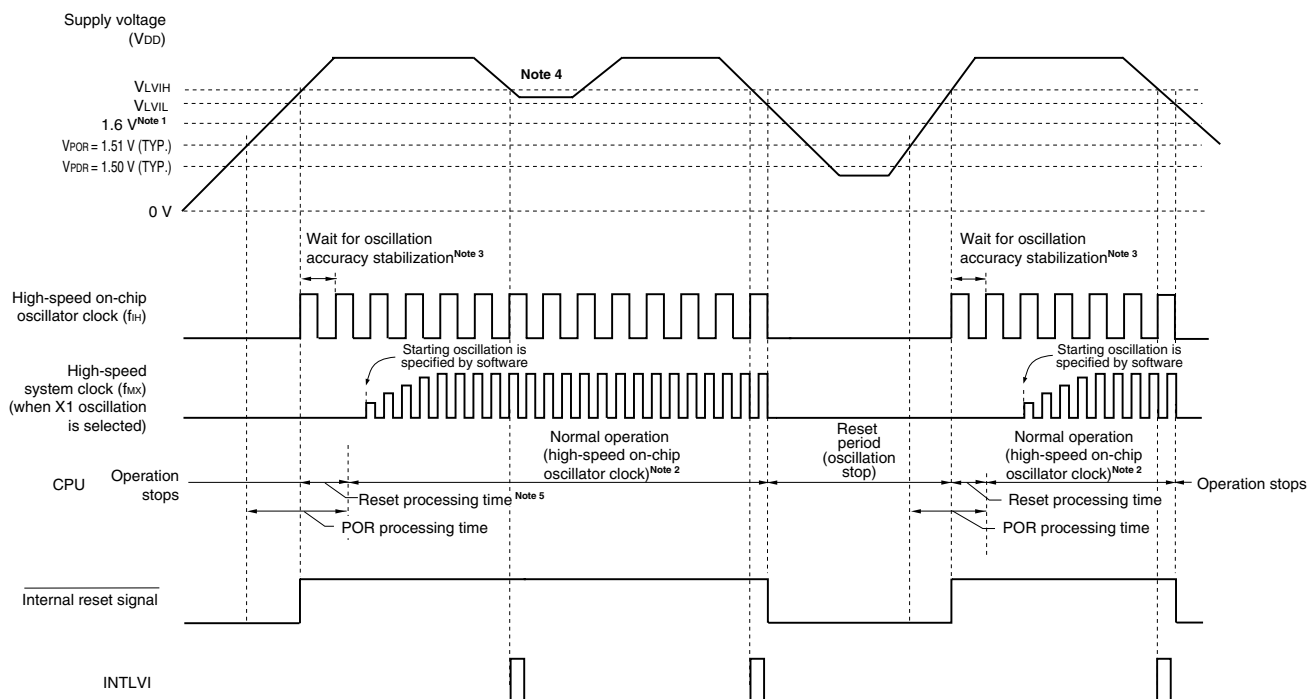 Supply voltage
(VDD)
Note 4
VLVIH
VLVIL
1.6 V Note 1
VPOR = 1.51 V (TYP.)
VPDR = 1.50 V (TYP.)
0 V
Wait for oscillation
accuracy stabilization Note 3
Wait for oscillation
accuracy stabilization Note 3
High-speed on-chip
oscillator clock (fIH)
Starting oscillation is
specified by software
Starting oscillation is
specified by software
High-speed
system clock (fMX)
(when X1 oscillation
is selected)
CPU
Operation
stops
Normal operation
(high-speed on-chip
oscillator clock) Note 2
Reset
period
(oscillation
stop)
Normal operation
(high-speed on-chip
oscillator clock) Note 2
Operation stops
Reset processing time Note 5
Reset processing time
POR processing time
POR processing time
Internal reset signal
INTLVI